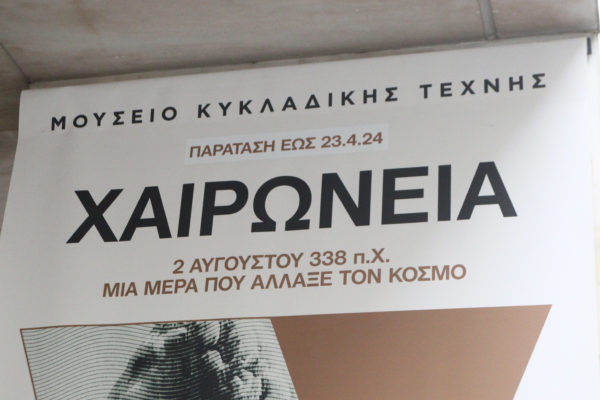 ΜΟΥΣΕΙΟ ΚΥΚΛΑΔΙΚΗΣ ΤΕΧΝΗΣ
ΠΑΡΑΤΑΣΗ ΕΩΣ 23.4.24
ΧΑΙΡΩΝΕΙΑ
2 ΑΥΓΟΥΣΤΟΥ 338 π.Χ.
ΜΙΑ ΜΕΡΑ ΠΟΥ ΑΛΛΑΞΕ ΤΟΝ ΚΟΣΜΟ